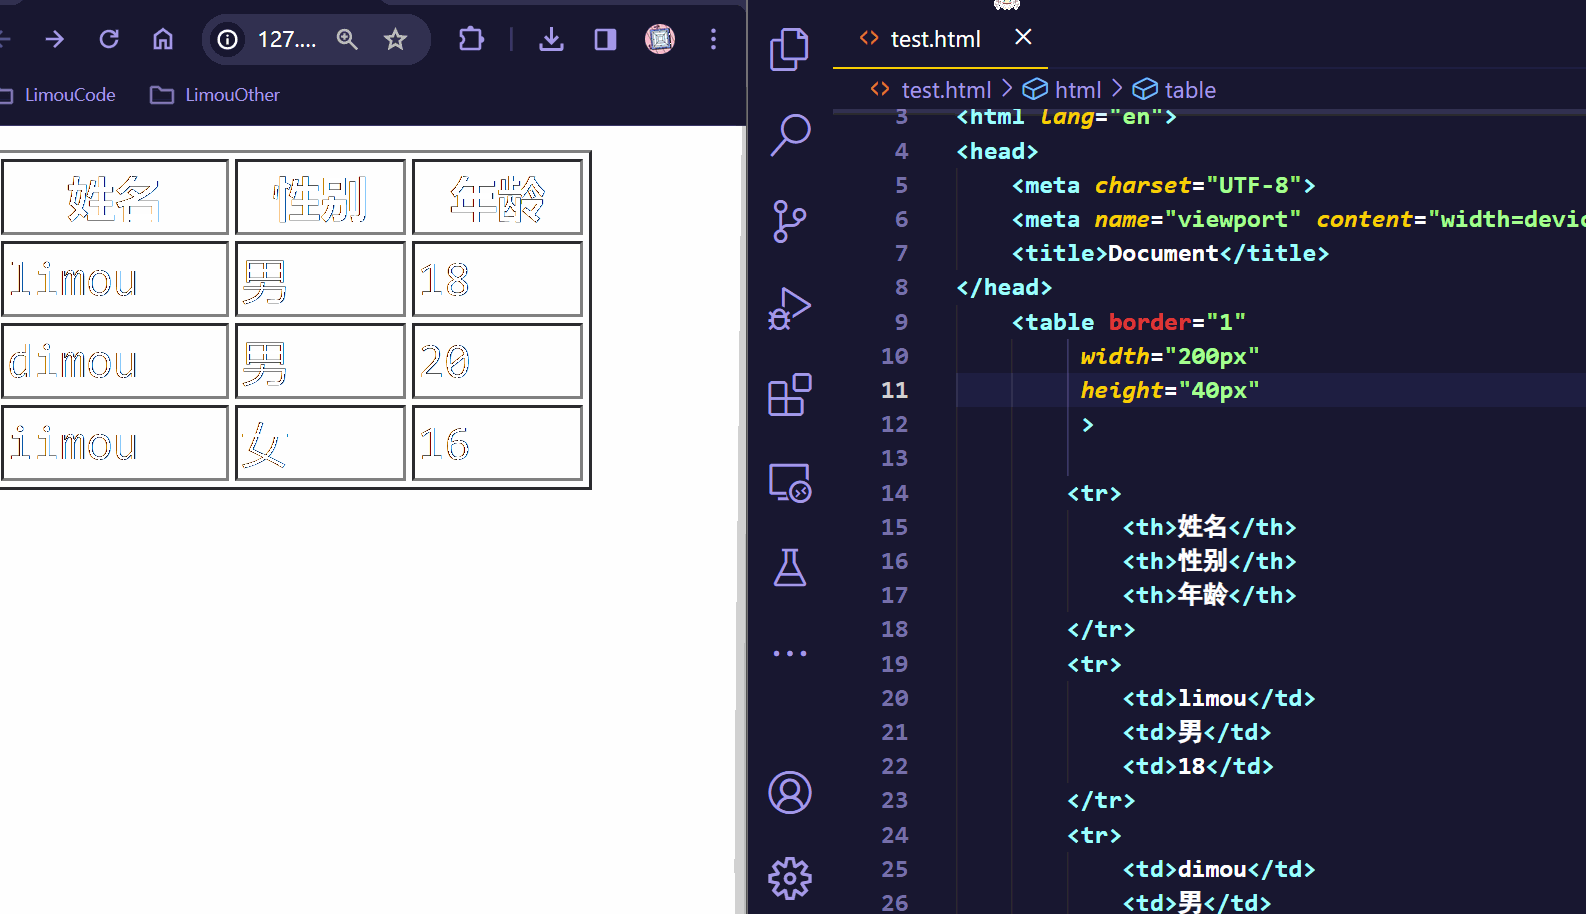 127....
LimouCode
LimouOther
姓名 性别 年龄
limou 男 18
dimou 男 20
iimou 女 16
test.html
test.html > html > table
3 <html lang="en">
4 <head>
5 <meta charset="UTF-8">
6 <meta name="viewport" content="width=devic
7 <title>Document</title>
8 </head>
9 <table border="1"
10 width="200px"
11 height="40px"
12 >
13
14 <tr>
15 <th>姓名</th>
16 <th>性别</th>
17 <th>年龄</th>
18 </tr>
19 <tr>
20 <td>limou</td>
21 <td>男</td>
22 <td>18</td>
23 </tr>
24 <tr>
25 <td>dimou</td>
26 <td>男</td>